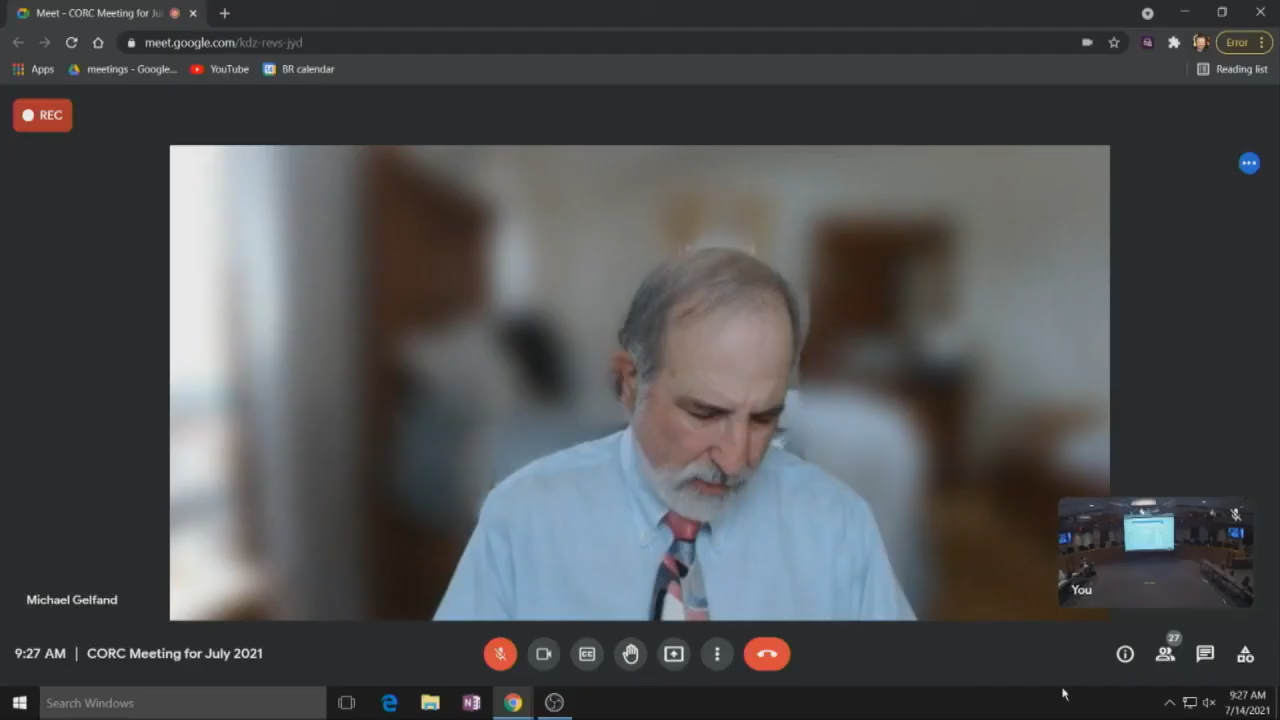 Meet - CORC Meeting for Ju
meet.google.com/kdz-revs-jyd
Error
Apps
meetings - Google...
YouTube
BR calendar
Reading list
REC
You
Michael Gelfand
9:27 AM | CORC Meeting for July 2021
CC
27
Search Windows
9:27 AM
7/14/2021